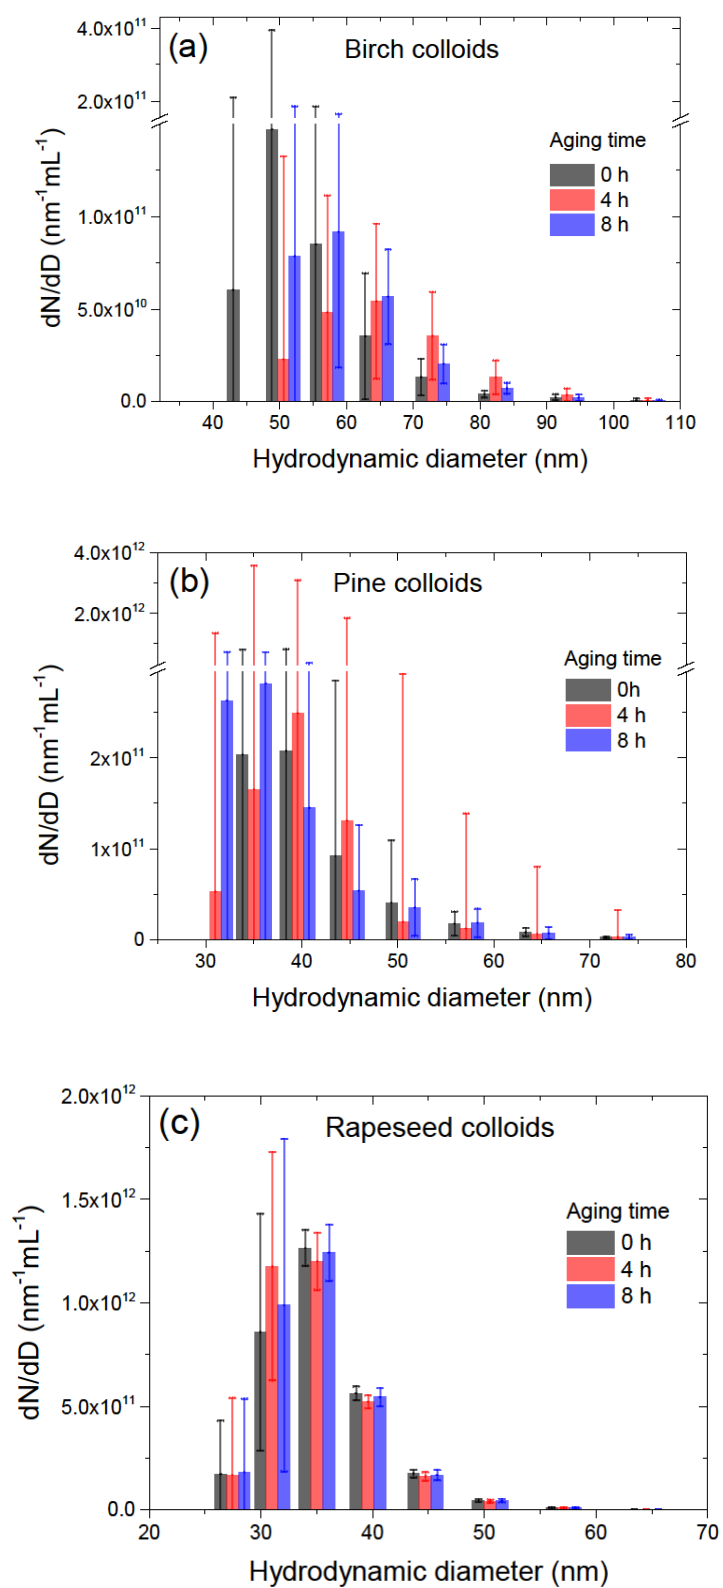 (a) Birch colloids
4.0x10¹¹
2.0x10¹¹
1.0x10¹¹
5.0x10¹⁰
0.0
dN/dD (nm⁻¹mL⁻¹)
Aging time
0 h
4 h
8 h
40 50 60 70 80 90 100 110
Hydrodynamic diameter (nm)
(b) Pine colloids
4.0x10¹²
2.0x10¹²
2x10¹¹
1x10¹¹
0
dN/dD (nm⁻¹mL⁻¹)
Aging time
0h
4 h
8 h
30 40 50 60 70 80
Hydrodynamic diameter (nm)
(c) Rapeseed colloids
2.0x10¹²
1.5x10¹²
1.0x10¹²
5.0x10¹¹
0.0
dN/dD (nm⁻¹mL⁻¹)
Aging time
0 h
4 h
8 h
20 30 40 50 60 70
Hydrodynamic diameter (nm)